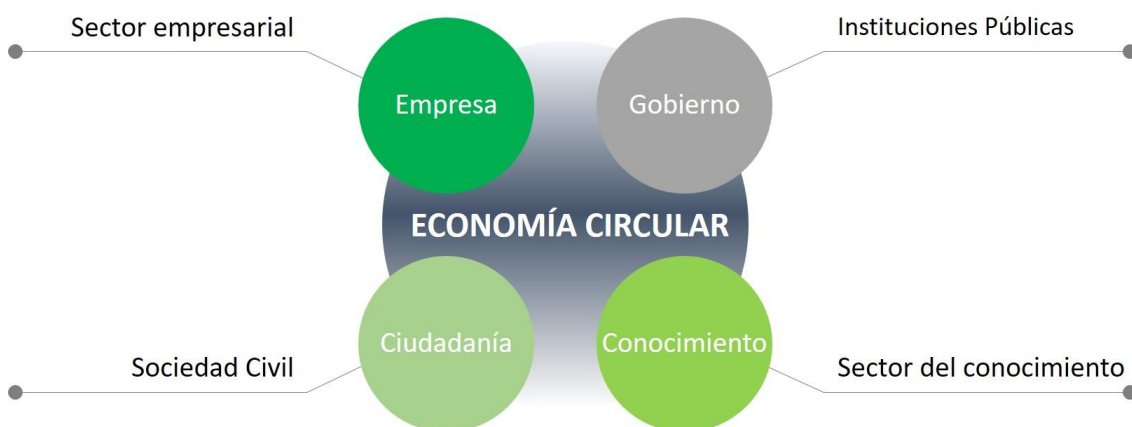 Sector empresarial
Instituciones Públicas
Empresa
Gobierno
ECONOMÍA CIRCULAR
Ciudadanía
Conocimiento
Sociedad Civil
Sector del conocimiento